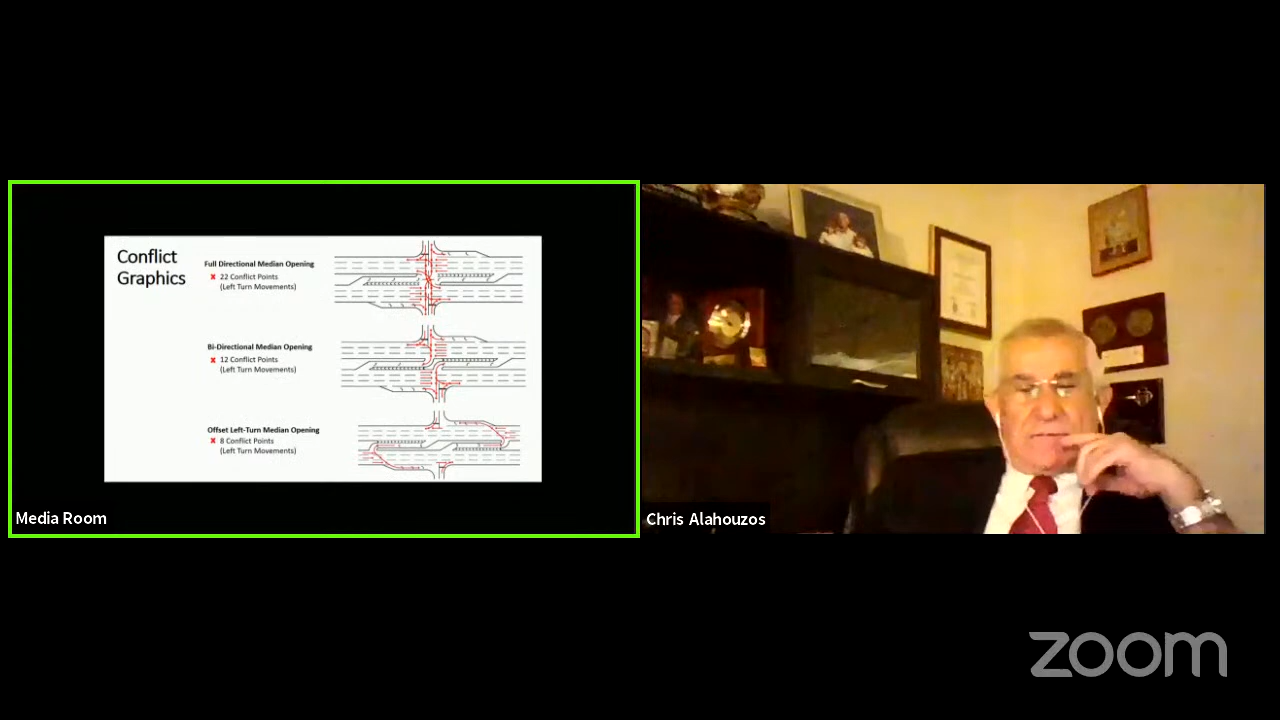 Conflict
Graphics
Full Directional Median Opening
✘ 22 Conflict Points
(Left Turn Movements)
Bi-Directional Median Opening
✘ 12 Conflict Points
(Left Turn Movements)
Offset Left-Turn Median Opening
✘ 8 Conflict Points
(Left Turn Movements)
Media Room
Chris Alahouzos
zoom